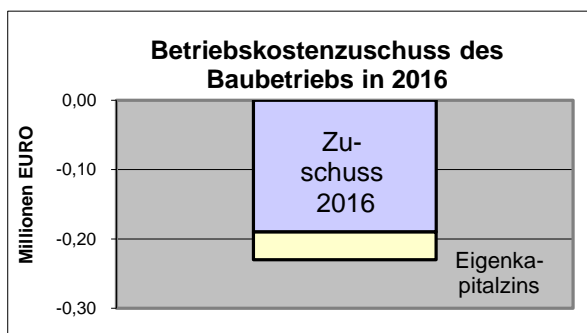 Betriebskostenzuschuss des
Baubetriebs in 2016
Millionen EURO
0,00
-0,10
-0,20
-0,30
Zu-
schuss
2016
Eigenka-
pitalzins